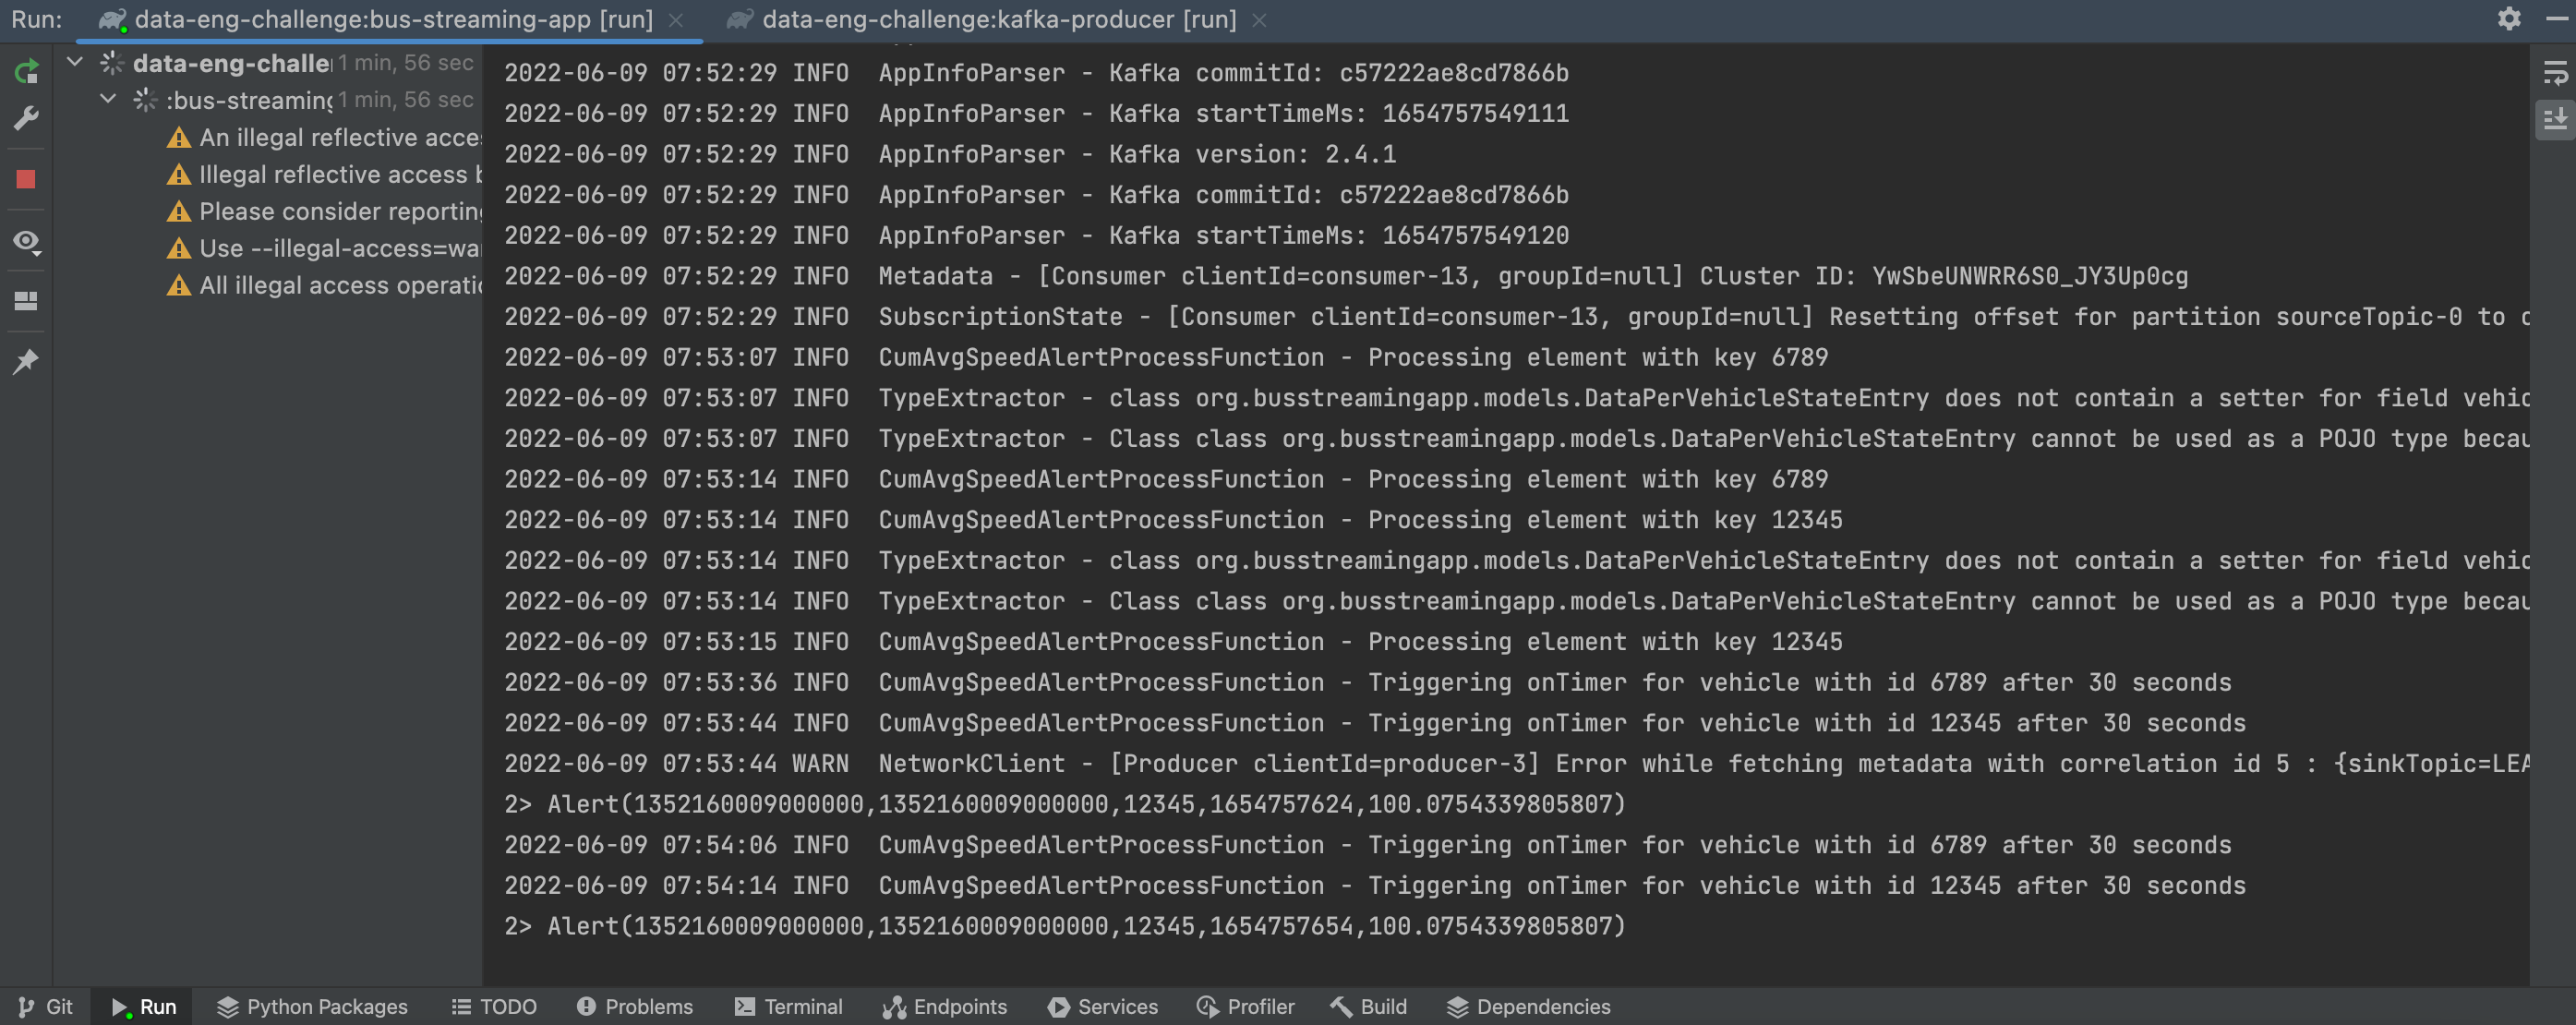 Run: data-eng-challenge:bus-streaming-app [run] data-eng-challenge:kafka-producer [run]
data-eng-challe 1 min, 56 sec
:bus-streaming 1 min, 56 sec
An illegal reflective acce
Illegal reflective access b
Please consider reporting
Use --illegal-access=wa
All illegal access operati
2022-06-09 07:52:29 INFO AppInfoParser - Kafka commitId: c57222ae8cd7866b
2022-06-09 07:52:29 INFO AppInfoParser - Kafka startTimeMs: 1654757549111
2022-06-09 07:52:29 INFO AppInfoParser - Kafka version: 2.4.1
2022-06-09 07:52:29 INFO AppInfoParser - Kafka commitId: c57222ae8cd7866b
2022-06-09 07:52:29 INFO AppInfoParser - Kafka startTimeMs: 1654757549120
2022-06-09 07:52:29 INFO Metadata - [Consumer clientId=consumer-13, groupId=null] Cluster ID: YwSbeUNWRR6S0_JY3Up0cg
2022-06-09 07:52:29 INFO SubscriptionState - [Consumer clientId=consumer-13, groupId=null] Resetting offset for partition sourceTopic-0 to
2022-06-09 07:53:07 INFO CumAvgSpeedAlertProcessFunction - Processing element with key 6789
2022-06-09 07:53:07 INFO TypeExtractor - class org.busstreamingapp.models.DataPerVehicleStateEntry does not contain a setter for field vehic
2022-06-09 07:53:07 INFO TypeExtractor - Class class org.busstreamingapp.models.DataPerVehicleStateEntry cannot be used as a POJO type becau
2022-06-09 07:53:14 INFO CumAvgSpeedAlertProcessFunction - Processing element with key 6789
2022-06-09 07:53:14 INFO CumAvgSpeedAlertProcessFunction - Processing element with key 12345
2022-06-09 07:53:14 INFO TypeExtractor - class org.busstreamingapp.models.DataPerVehicleStateEntry does not contain a setter for field vehic
2022-06-09 07:53:14 INFO TypeExtractor - Class class org.busstreamingapp.models.DataPerVehicleStateEntry cannot be used as a POJO type becau
2022-06-09 07:53:15 INFO CumAvgSpeedAlertProcessFunction - Processing element with key 12345
2022-06-09 07:53:36 INFO CumAvgSpeedAlertProcessFunction - Triggering onTimer for vehicle with id 6789 after 30 seconds
2022-06-09 07:53:44 INFO CumAvgSpeedAlertProcessFunction - Triggering onTimer for vehicle with id 12345 after 30 seconds
2022-06-09 07:53:44 WARN NetworkClient - [Producer clientId=producer-3] Error while fetching metadata with correlation id 5 : {sinkTopic=LEA
2> Alert(1352160009000000,1352160009000000,12345,1654757624,100.0754339805807)
2022-06-09 07:54:06 INFO CumAvgSpeedAlertProcessFunction - Triggering onTimer for vehicle with id 6789 after 30 seconds
2022-06-09 07:54:14 INFO CumAvgSpeedAlertProcessFunction - Triggering onTimer for vehicle with id 12345 after 30 seconds
2> Alert(1352160009000000,1352160009000000,12345,1654757654,100.0754339805807)
Git Run Python Packages TODO Problems Terminal Endpoints Services Profiler Build Dependencies